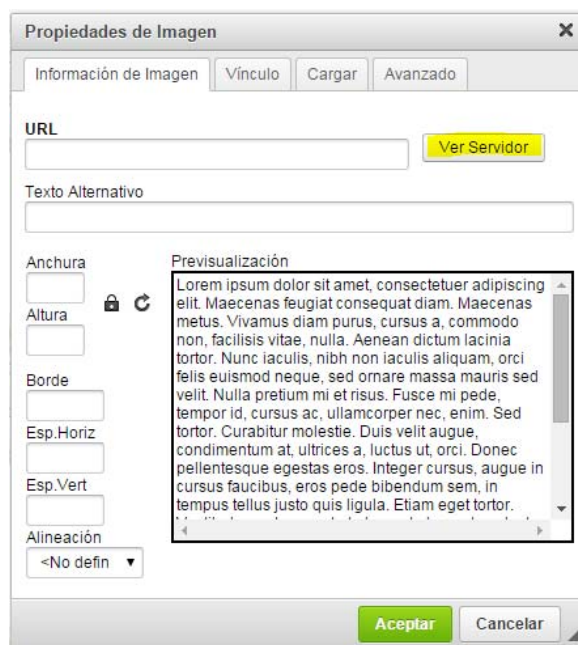 Propiedades de Imagen
Información de Imagen Vínculo Cargar Avanzado
URL
Ver Servidor
Texto Alternativo
Anchura
Altura
Borde
Esp.Horiz
Esp.Vert
Alineación
<No defin
Previsualización
Lorem ipsum dolor sit amet, consectetuer adipiscing
elit. Maecenas feugiat consequat diam. Maecenas
metus. Vivamus diam purus, cursus a, commodo
non, facilisis vitae, nulla. Aenean dictum lacinia
tortor. Nunc iaculis, nibh non iaculis aliquam, orci
felis euismod neque, sed ornare massa mauris sed
velit. Nulla pretium mi et risus. Fusce mi pede,
tempor id, cursus ac, ullamcorper nec, enim. Sed
tortor. Curabitur molestie. Duis velit augue,
condimentum at, ultrices a, luctus ut, orci. Donec
pellentesque egestas eros. Integer cursus, augue in
cursus faucibus, eros pede bibendum sem, in
tempus tellus justo quis ligula. Etiam eget tortor.
Aceptar Cancelar